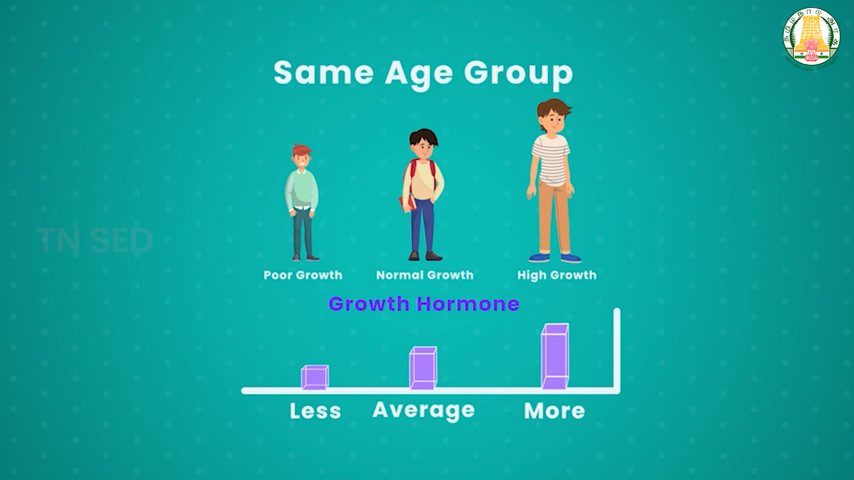 Same Age Group
TN SED
Poor Growth Normal Growth High Growth
Growth Hormone
Less Average More